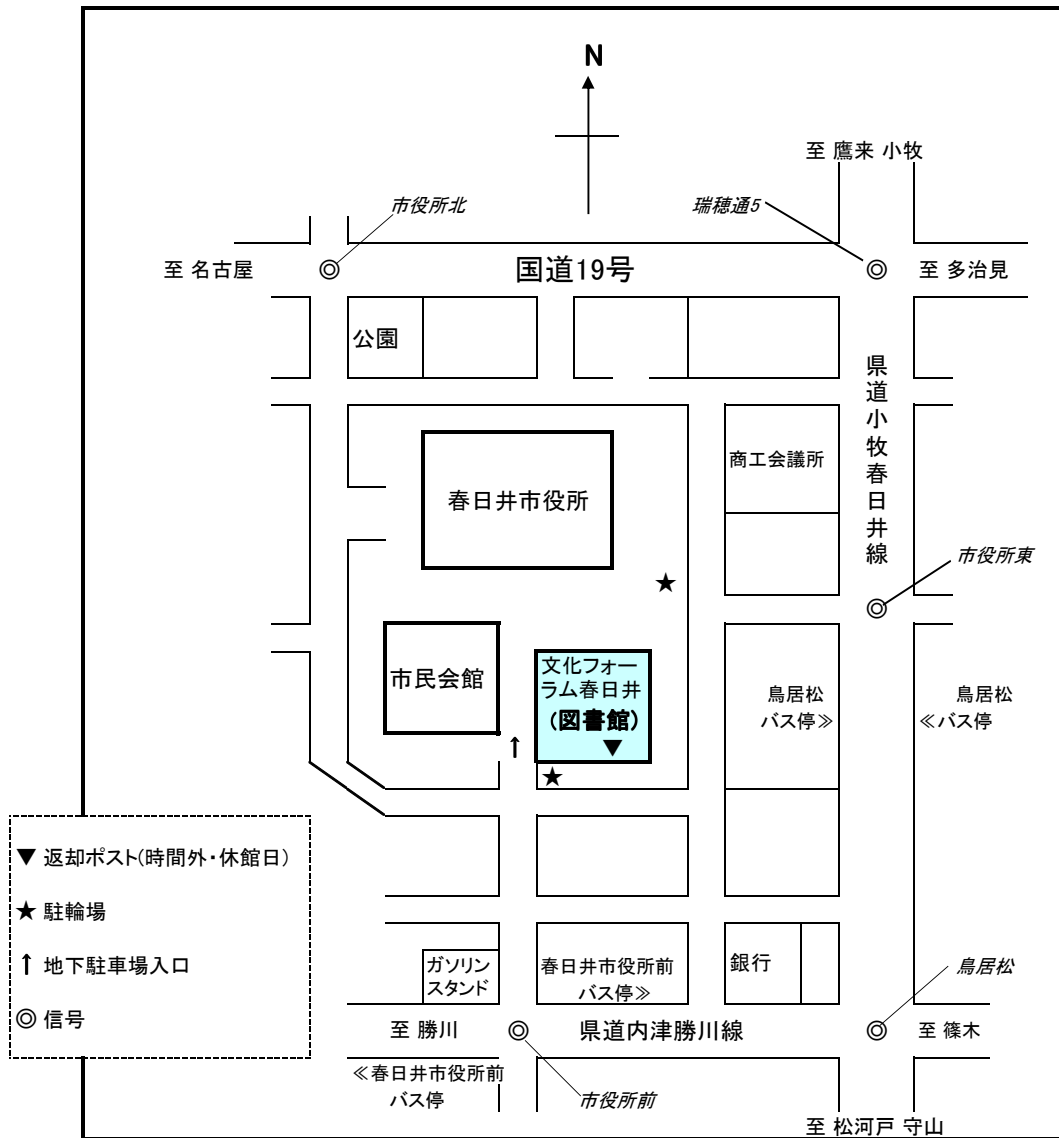 N
至 鷹来 小牧
市役所北
瑞穂通5
至 名古屋
◎
国道19号
◎
至 多治見
公園
県道小牧春日井線
商工会議所
春日井市役所
市役所東
★
◎
市民会館
文化フォー
ラム春日井
(図書館)
▼
↑
★
鳥居松
バス停≫
鳥居松
≪バス停
▼ 返却ポスト(時間外・休館日)
★ 駐輪場
↑ 地下駐車場入口
◎ 信号
ガソリン
スタンド
春日井市役所前
バス停≫
銀行
鳥居松
至 勝川
◎
県道内津勝川線
◎
至 篠木
≪春日井市役所前
バス停
市役所前
至 松河戸 守山